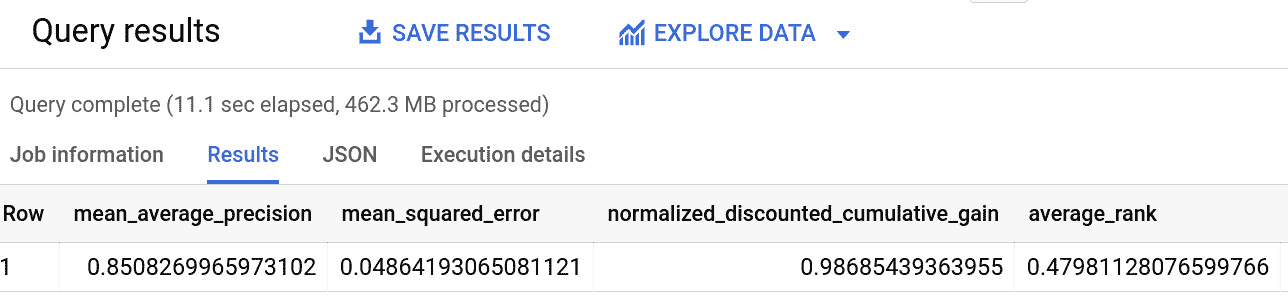 Query results SAVE RESULTS EXPLORE DATA
Query complete (11.1 sec elapsed, 462.3 MB processed)
Job information Results JSON Execution details
Row mean_average_precision mean_squared_error normalized_discounted_cumulative_gain average_rank
1 0.8508269965973102 0.04864193065081121 0.98685439363955 0.47981128076599766